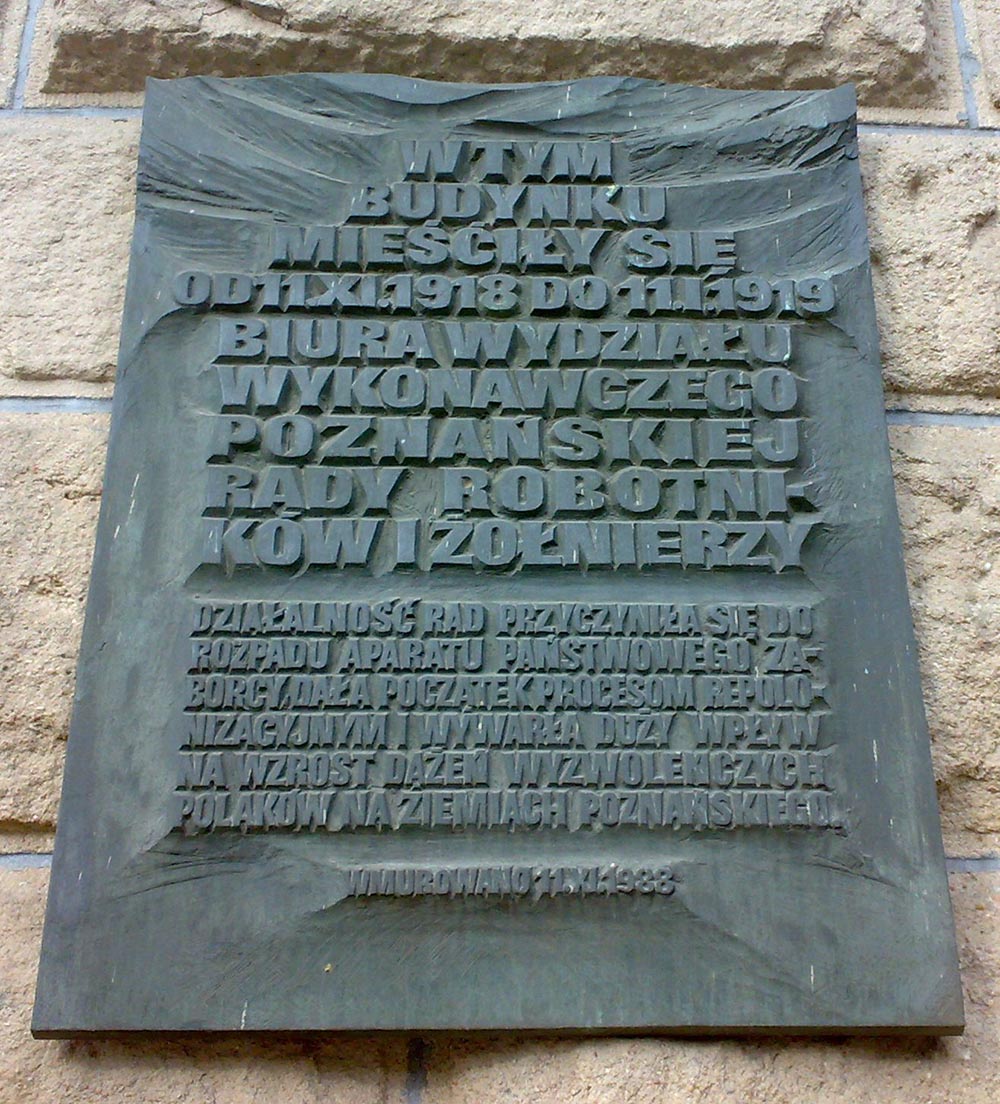 W TYM
BUDYNKU
MIEŚCIŁY SIĘ
OD 11.XI.1918 DO 11.I.1919
BIURA WYDZIAŁU
WYKONAWCZEGO
POZNAŃSKIEJ
RADY ROBOTNI-
KÓW I ŻOŁNIERZY
DZIAŁALNOŚĆ RAD PRZYCZYNIŁA SIĘ DO
ROZPADU APARATU PAŃSTWOWEGO ZA-
BORCY, DAŁA POCZĄTEK PROCESOM REPOLO-
NIZACYJNYM I WYWARŁA DUŻY WPŁYW
NA WZROST DĄŻEŃ WYZWOLEŃCZYCH
POLAKÓW NA ZIEMIACH POZNAŃSKIEGO.
WMUROWANO 11.XI.1988